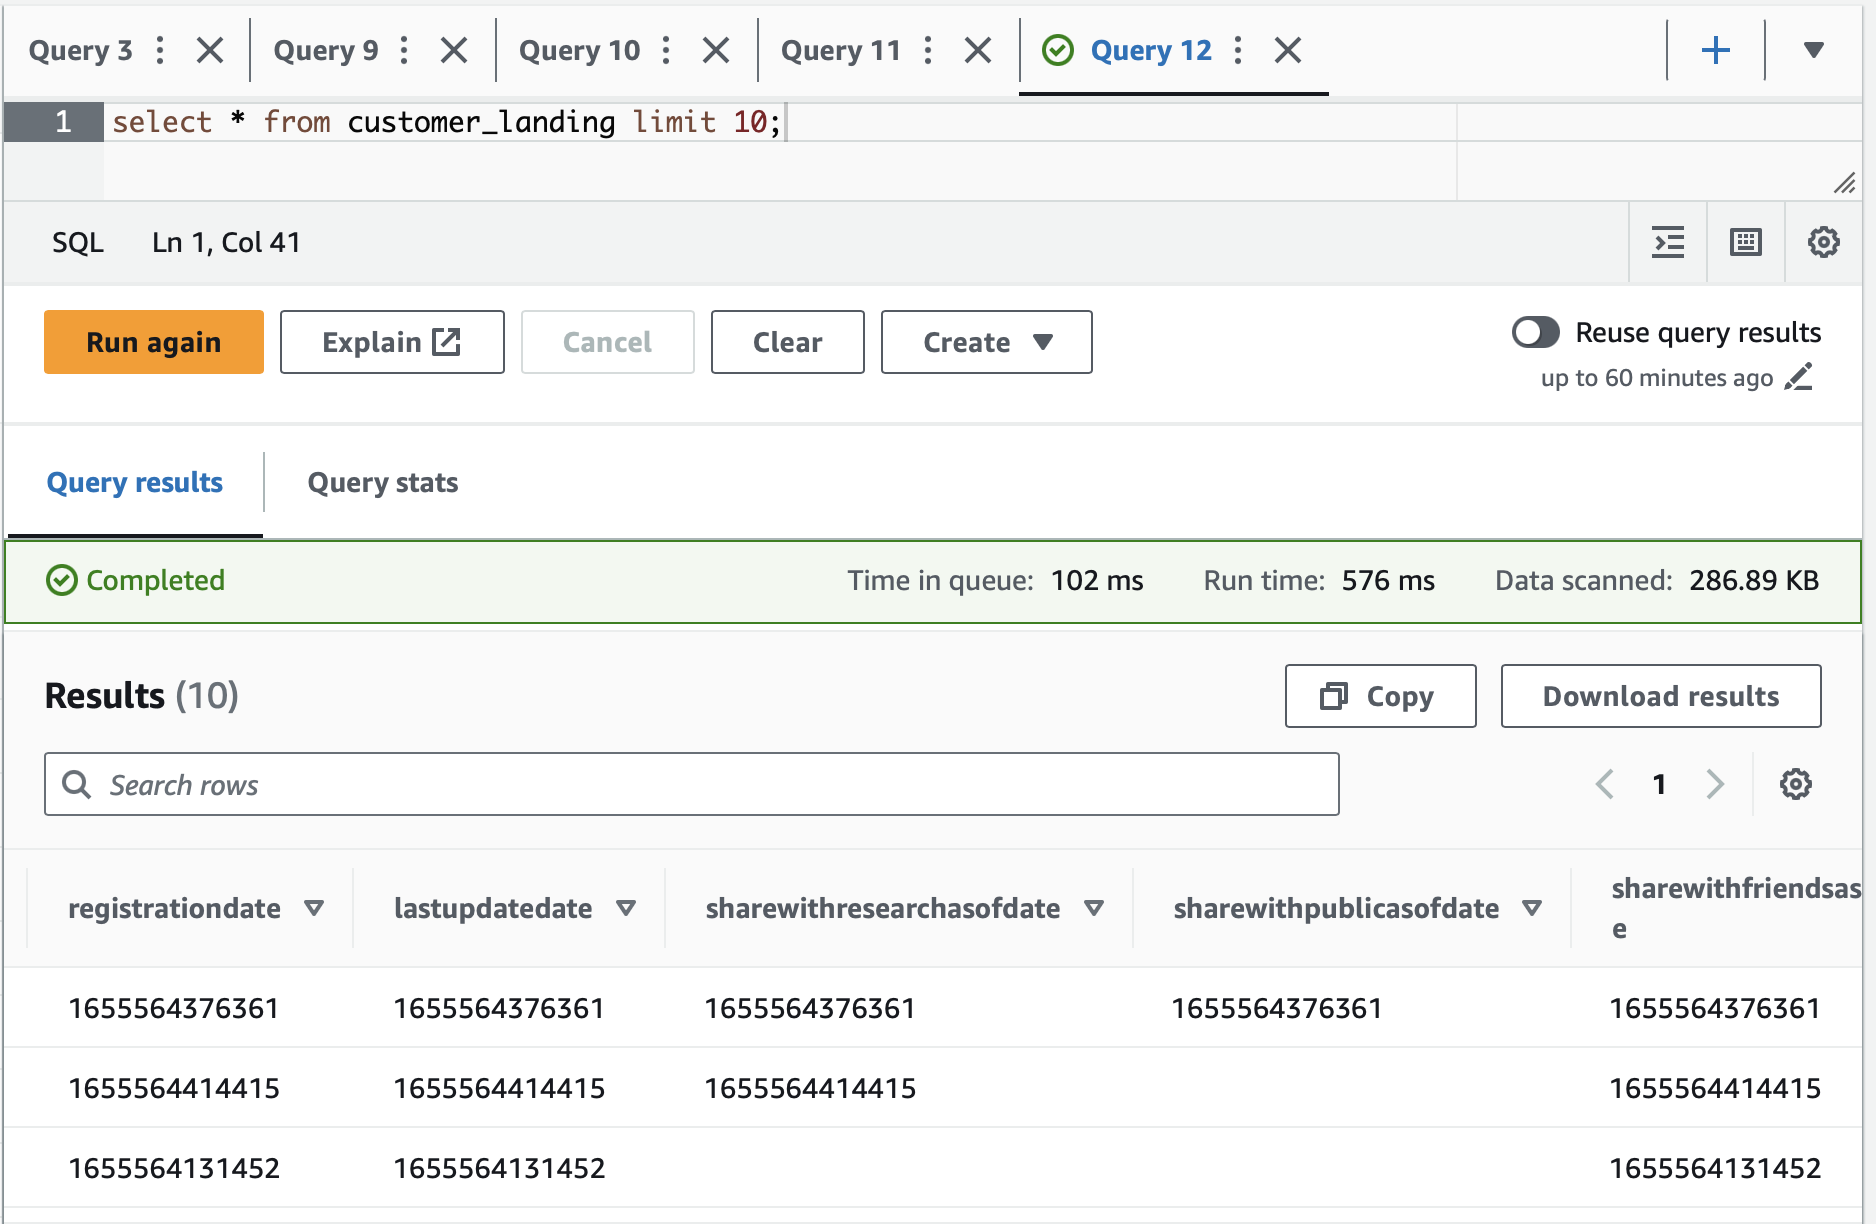 Query 3 Query 9 Query 10 Query 11 Query 12
1 select * from customer_landing limit 10;
SQL Ln 1, Col 41
Run again Explain Cancel Clear Create Reuse query results
up to 60 minutes ago
Query results Query stats
Completed Time in queue: 102 ms Run time: 576 ms Data scanned: 286.89 KB
Results (10) Copy Download results
Search rows 1
registrationdate lastupdatedate sharewithresearchasofdate sharewithpublicasofdate sharewithfriendsas
e
1655564376361 1655564376361 1655564376361 1655564376361 1655564376361
1655564414415 1655564414415 1655564414415 1655564414415
1655564131452 1655564131452 1655564131452